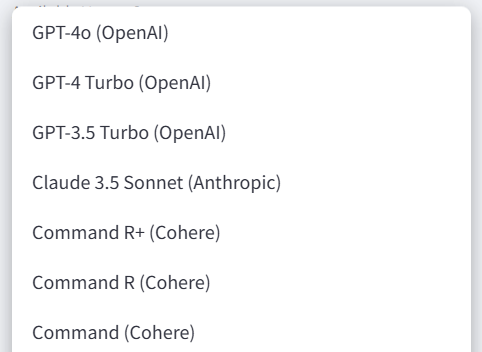 GPT-4o (OpenAI)
GPT-4 Turbo (OpenAI)
GPT-3.5 Turbo (OpenAI)
Claude 3.5 Sonnet (Anthropic)
Command R+ (Cohere)
Command R (Cohere)
Command (Cohere)